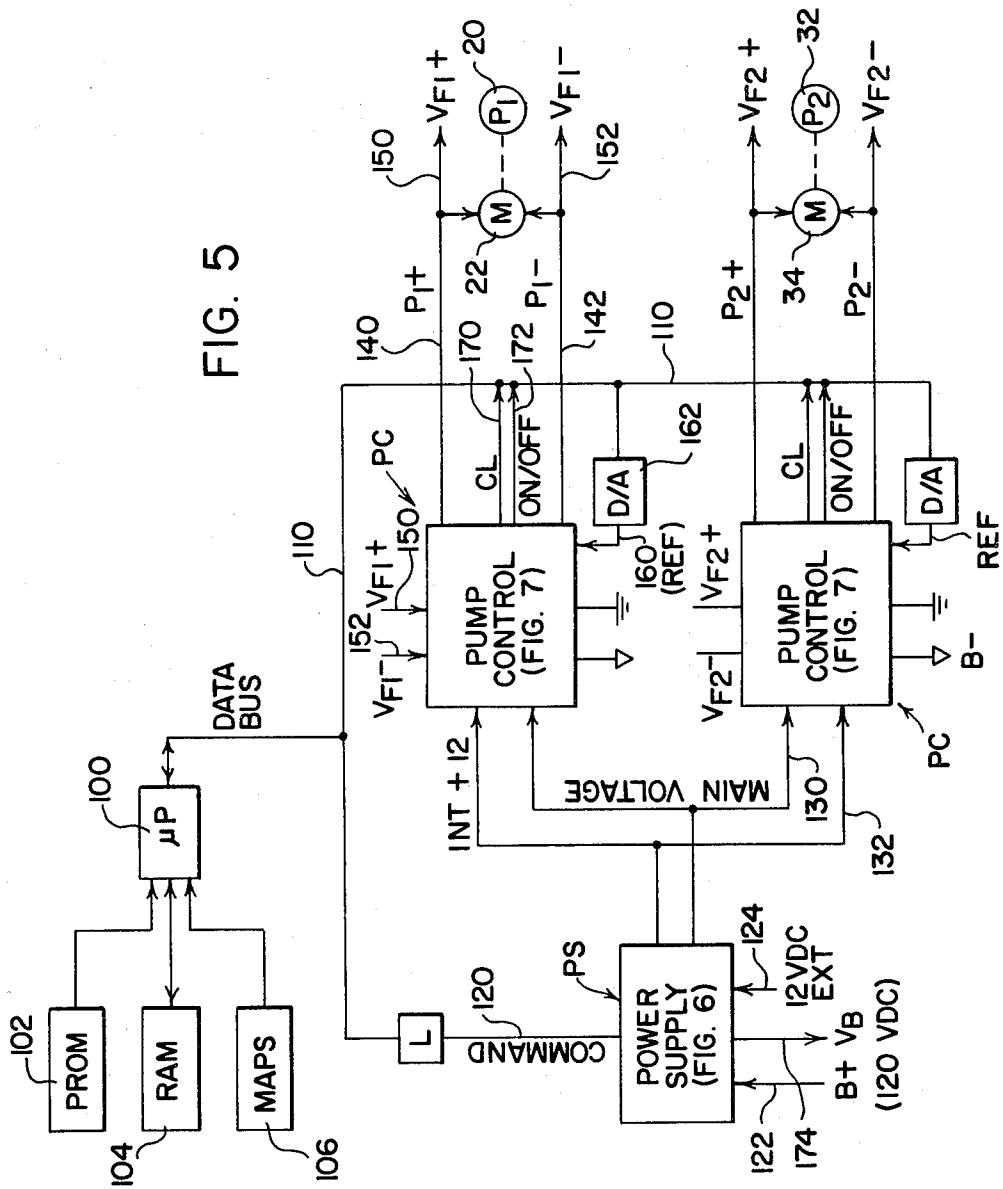 FIG. 5
102
PROM
RAM
104
MAPS
106
100
μP
DATA
BUS
110
L
120
COMMAND
PS
POWER
SUPPLY
(FIG. 6)
122
174
124
B+ VB
(120 VDC)
12VDC
EXT
INT + 12
MAIN VOLTAGE
130
132
VF1- 152
VF1+ 150
PC
PUMP
CONTROL
(FIG. 7)
140
P1+
150
VF1+
170
CL
172
ON/OFF
22
M
P1
20
P1-
142
152
VF1-
110
160 (REF)
D/A
162
VF2-
VF2+
PUMP
CONTROL
(FIG. 7)
PC
B-
P2+
VF2+
CL
ON/OFF
34
M
P2
32
P2-
VF2-
D/A
REF